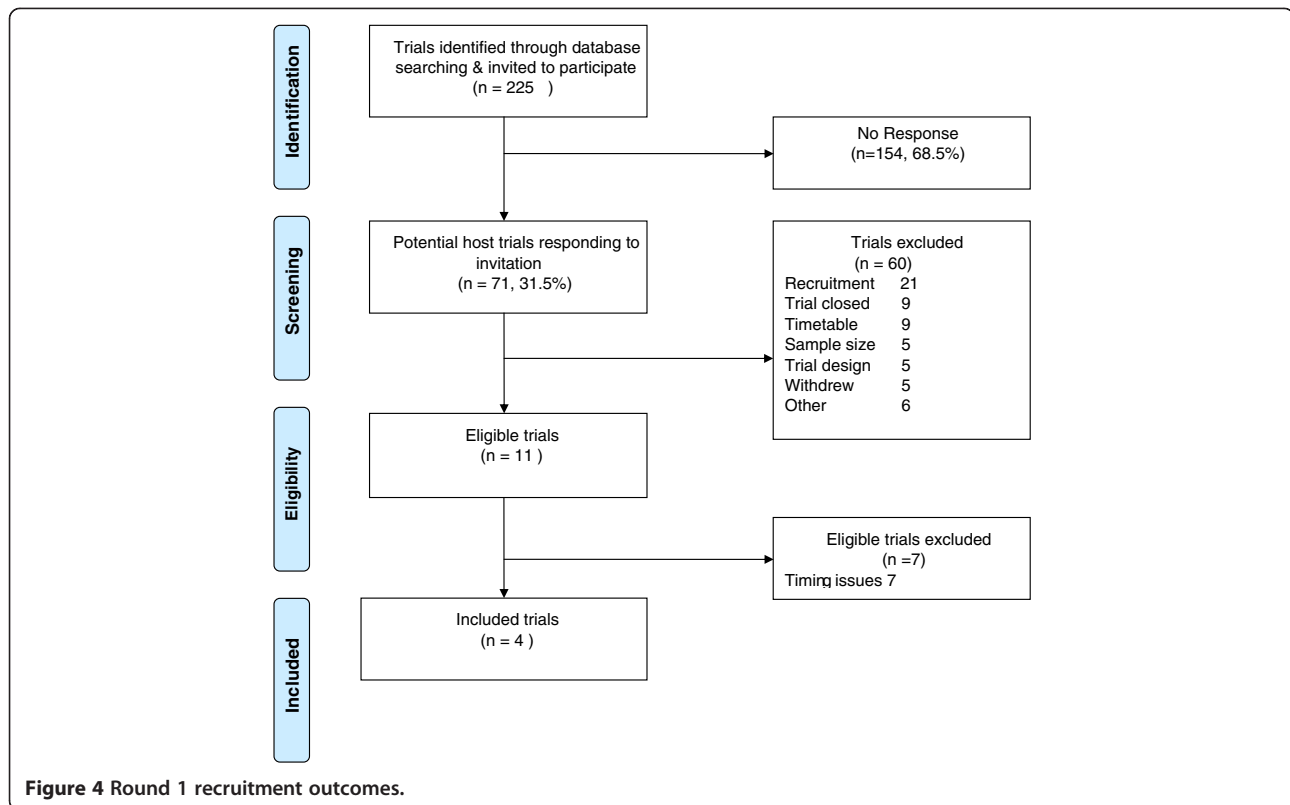 Identification
Trials identified through database
searching & invited to participate
(n = 225 )
No Response
(n=154, 68.5%)
Screening
Potential host trials responding to
invitation
(n = 71, 31.5%)
Trials excluded
(n = 60)
Recruitment 21
Trial closed 9
Timetable 9
Sample size 5
Trial design 5
Withdrew 5
Other 6
Eligibility
Eligible trials
(n = 11 )
Eligible trials excluded
(n =7)
Timing issues 7
Included
Included trials
(n = 4 )
Figure 4 Round 1 recruitment outcomes.